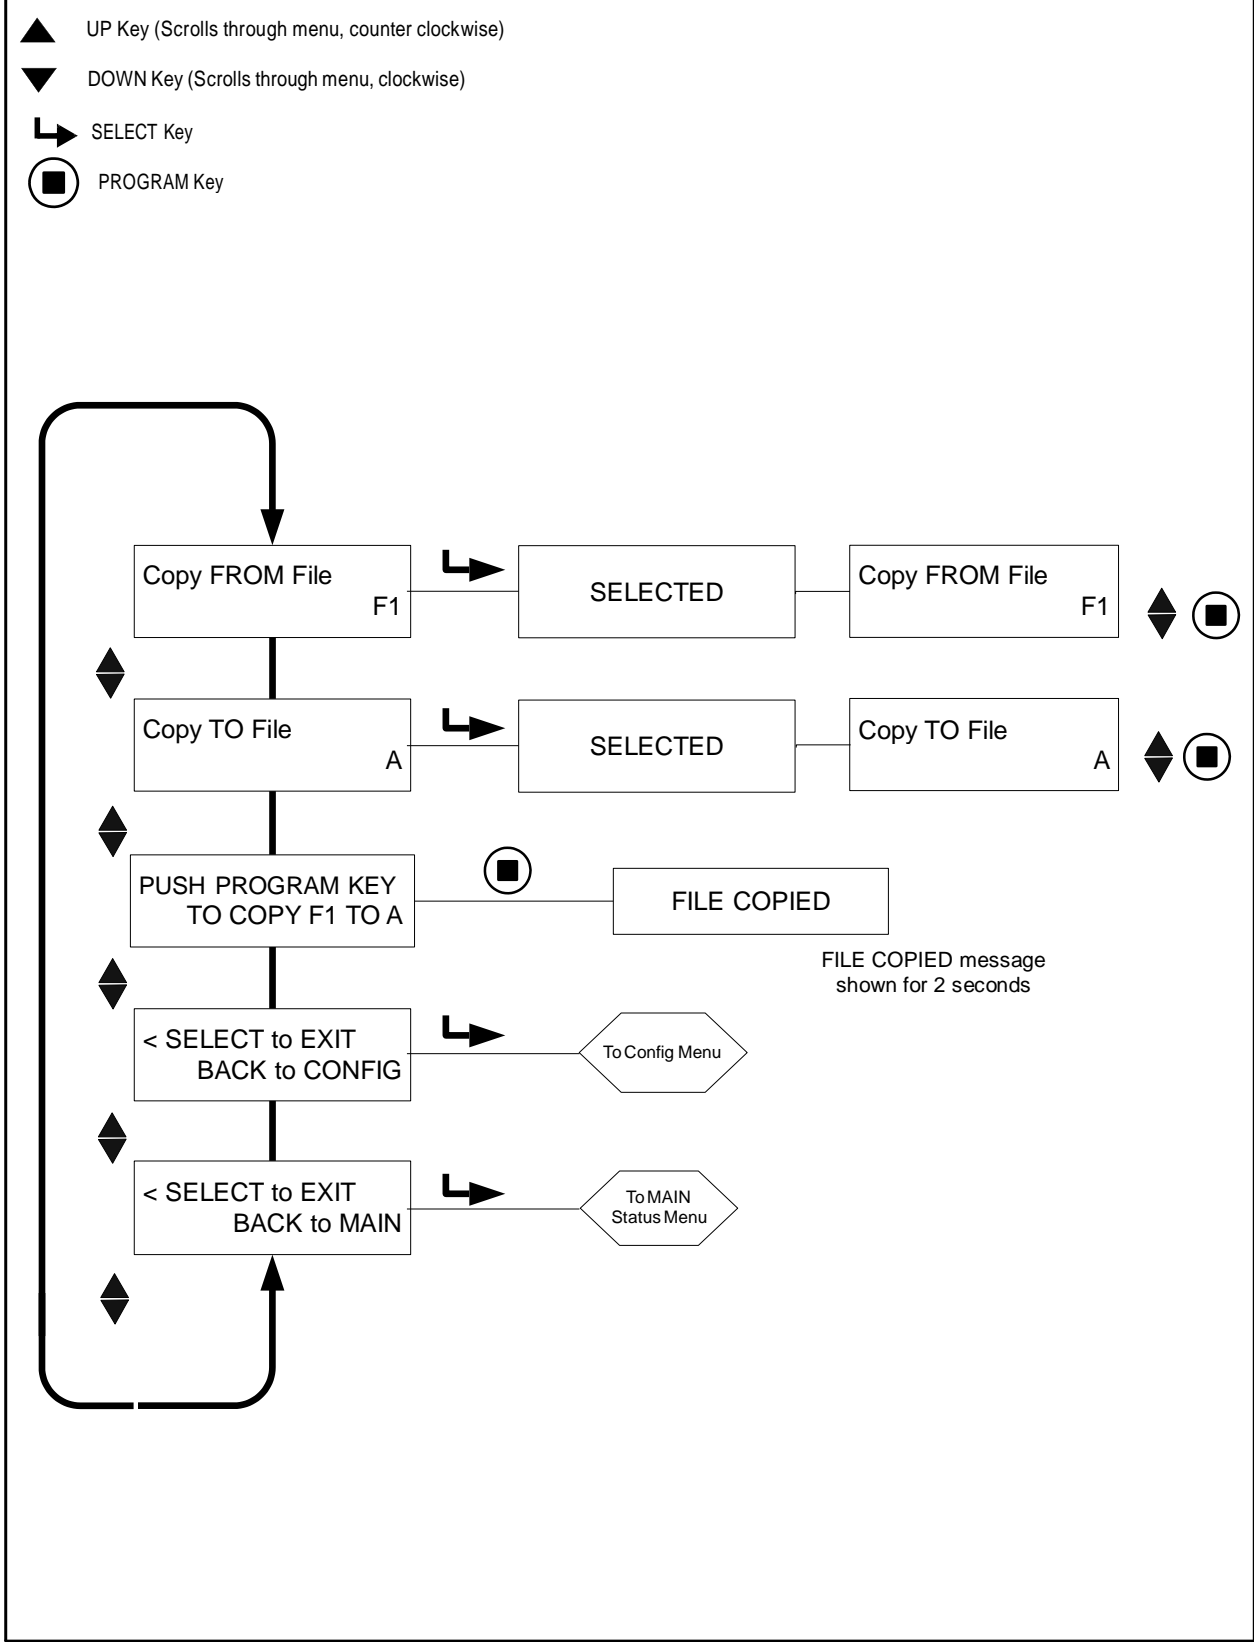 UP Key (Scrolls through menu, counter clockwise)
DOWN Key (Scrolls through menu, clockwise)
SELECT Key
PROGRAM Key
Copy FROM File
F1
SELECTED
Copy FROM File
F1
Copy TO File
A
SELECTED
Copy TO File
A
PUSH PROGRAM KEY
TO COPY F1 TO A
FILE COPIED
FILE COPIED message
shown for 2 seconds
< SELECT to EXIT
BACK to CONFIG
To Config Menu
< SELECT to EXIT
BACK to MAIN
To MAIN
Status Menu